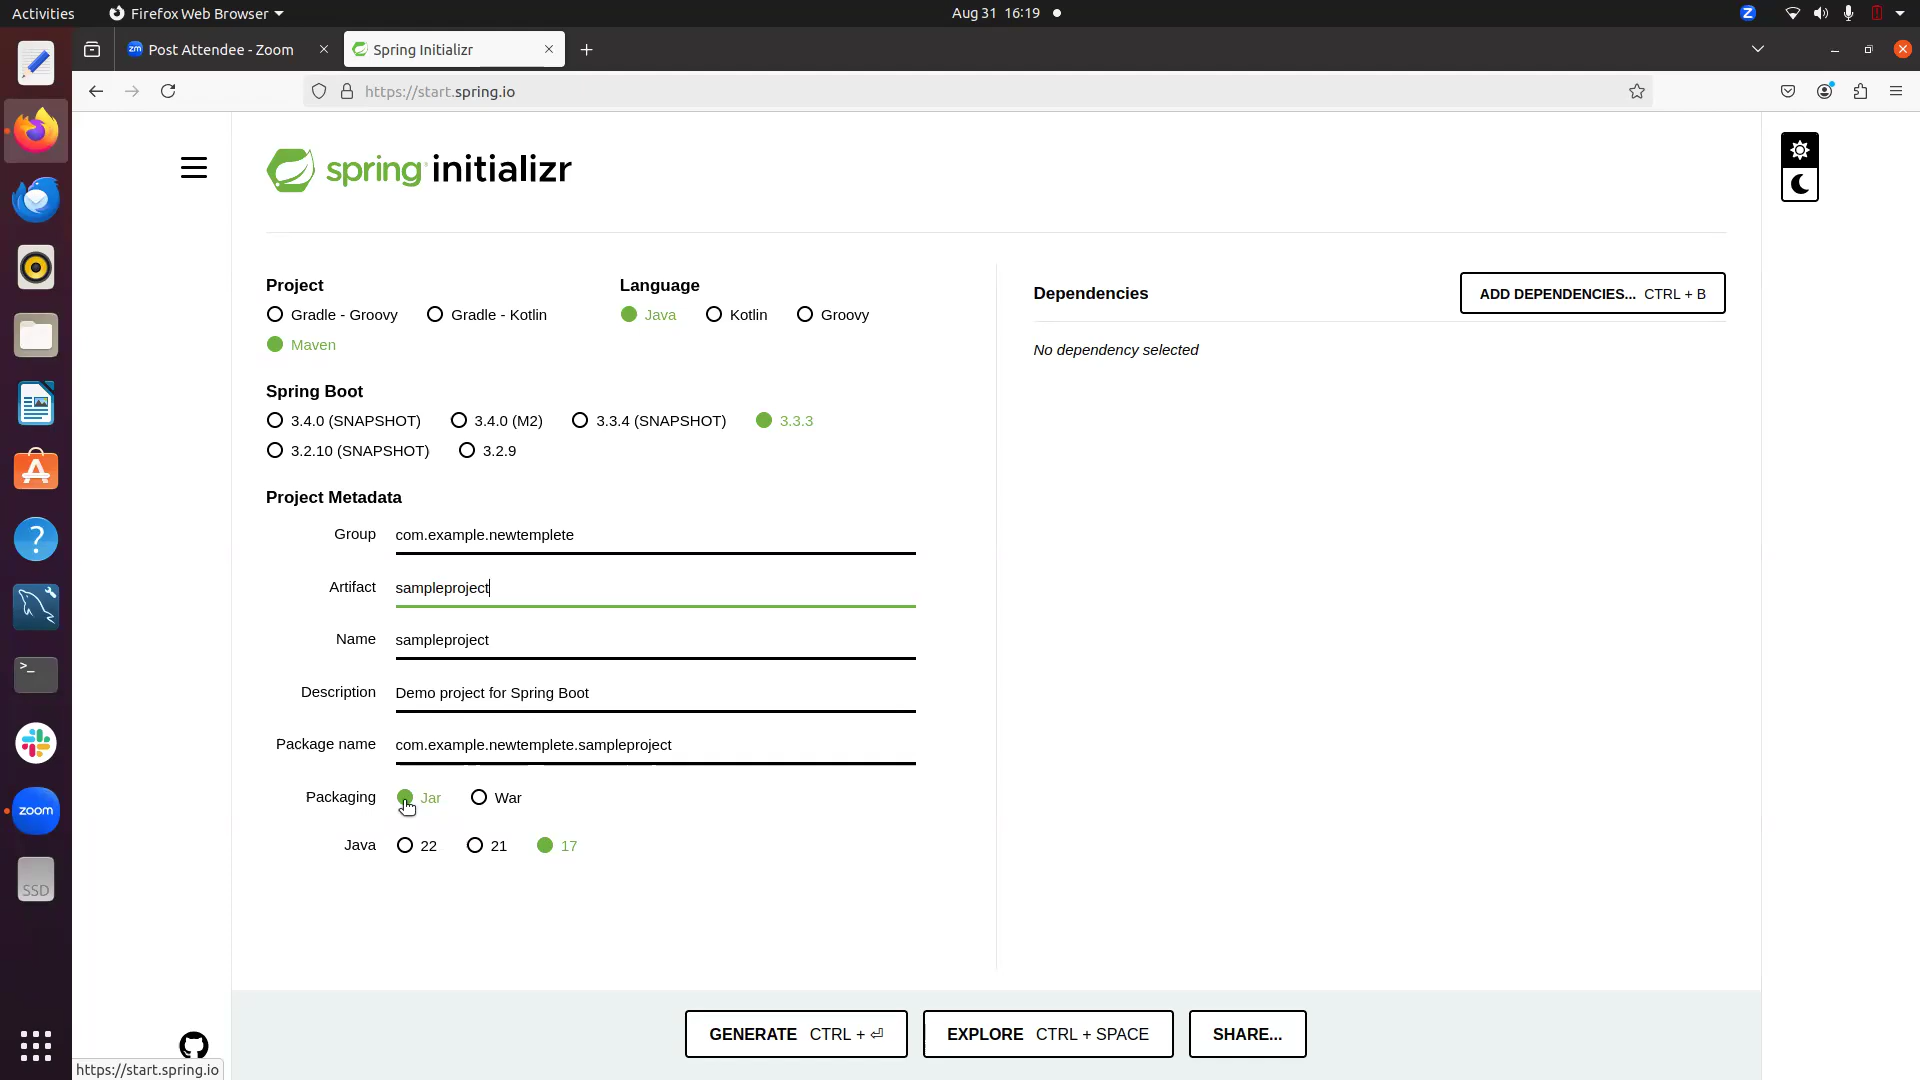 Activities Firefox Web Browser Aug 31 16:19 Z
zm Post Attendee - Zoom Spring Initializr
https://start.spring.io
spring initializr
Project
Gradle - Groovy Gradle - Kotlin
Maven
Language
Java Kotlin Groovy
Spring Boot
3.4.0 (SNAPSHOT) 3.4.0 (M2) 3.3.4 (SNAPSHOT) 3.3.3
3.2.10 (SNAPSHOT) 3.2.9
Project Metadata
Group com.example.newtemplete
Artifact sampleproject
Name sampleproject
Description Demo project for Spring Boot
Package name com.example.newtemplete.sampleproject
Packaging Jar War
Java 22 21 17
Dependencies ADD DEPENDENCIES... CTRL + B
No dependency selected
GENERATE CTRL + ⏎ EXPLORE CTRL + SPACE SHARE...
zoom
SSD
https://start.spring.io